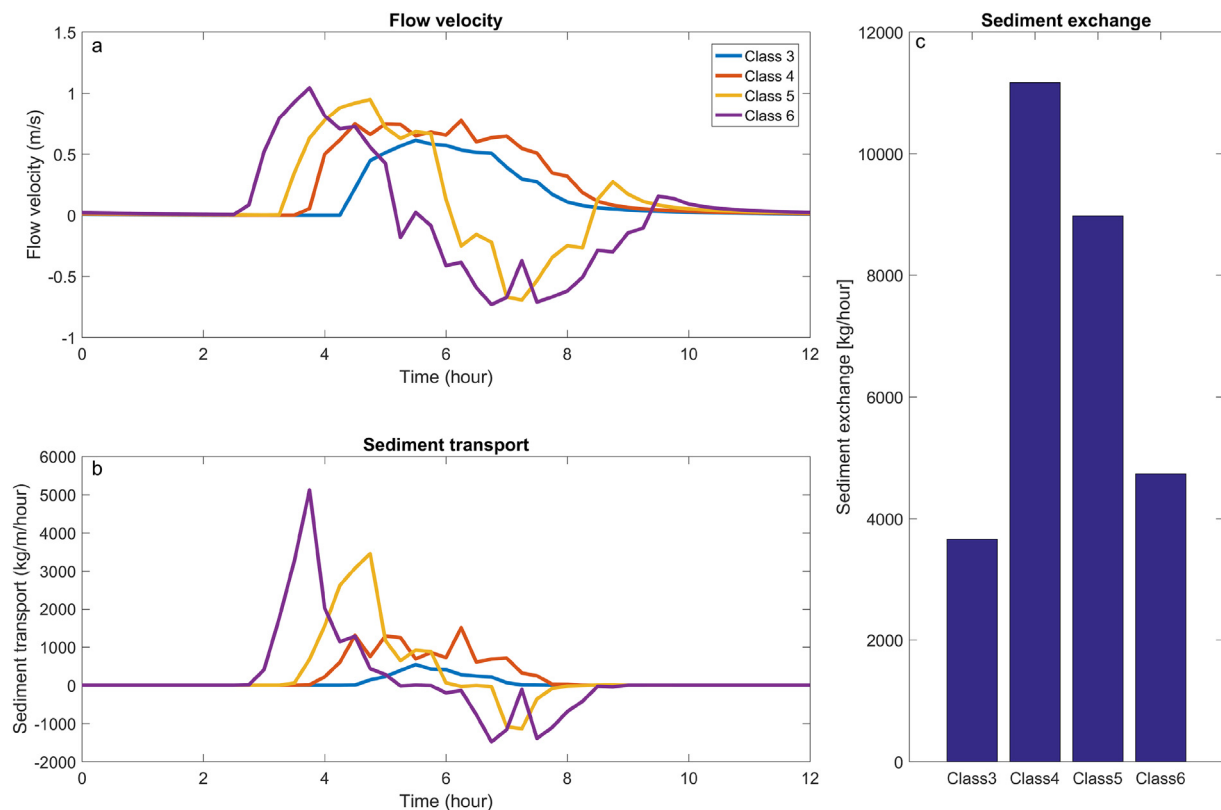 Flow velocity
a
1.5
1
0.5
0
-0.5
-1
Flow velocity (m/s)
Class 3
Class 4
Class 5
Class 6
0 2 4 6 8 10 12
Time (hour)
Sediment transport
b
6000
5000
4000
3000
2000
1000
0
-1000
-2000
Sediment transport (kg/m/hour)
0 2 4 6 8 10 12
Time (hour)
Sediment exchange
c
12000
10000
8000
6000
4000
2000
0
Sediment exchange [kg/hour]
Class3 Class4 Class5 Class6